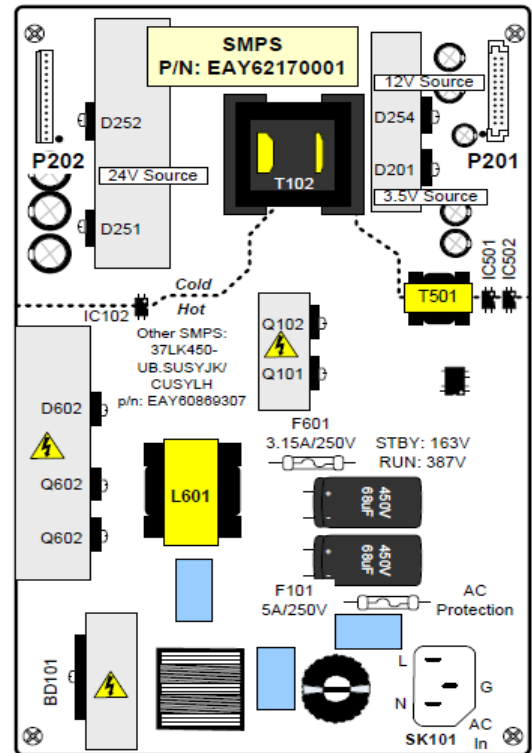 SMPS
P/N: EAY62170001
12V Source
D252
D254
P202
P201
24V Source
T102
D201
3.5V Source
D251
IC501
IC502
Cold
T501
IC102
Hot
Other SMPS:
37LK450-
UB.SUSYJK/
CUSYLH
p/n: EAY60869307
Q102
Q101
D602
F601
3.15A/250V
STBY: 163V
RUN: 387V
Q602
L601
450V
68uF
Q602
450V
68uF
F101
5A/250V
AC
Protection
BD101
L
G
N
SK101
AC
In